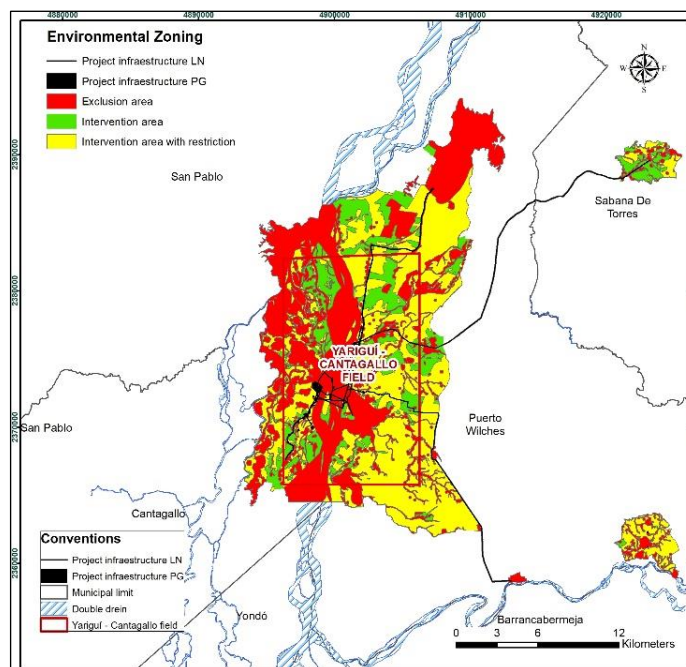 4880000
4890000
4900000
4910000
4920000
Environmental Zoning
Project infraestructure LN
Project infraestructure PG
Exclusion area
Intervention area
Intervention area with restriction
N
W
E
S
2390000
San Pablo
Sabana De
Torres
2380000
YARIGUÍ -
CANTAGALLO
FIELD
2370000
San Pablo
Puerto
Wilches
Cantagallo
Conventions
Project infraestructure LN
Project infraestructure PG
Municipal limit
Double drein
Yariguí - Cantagallo field
2360000
Yondó
Barrancabermeja
0 3 6 12
Kilometers